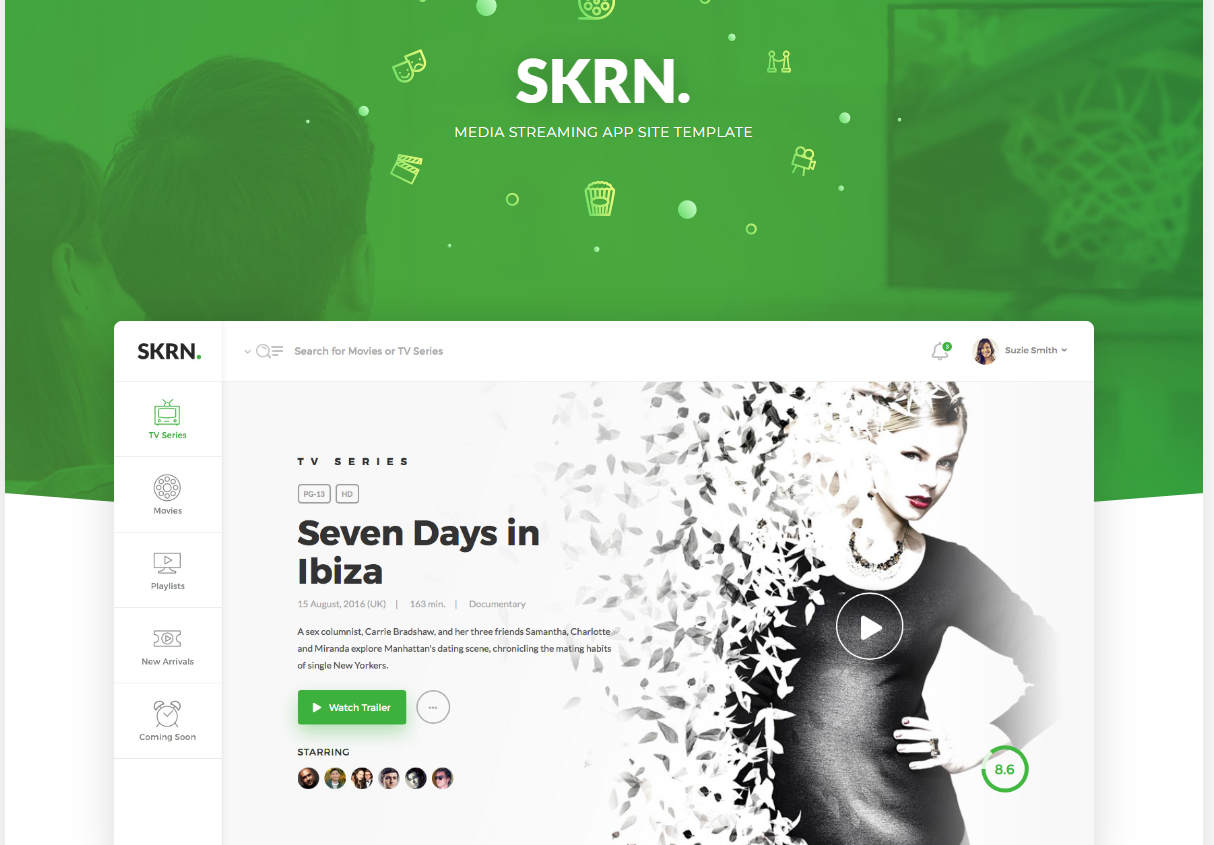 SKRN.
MEDIA STREAMING APP SITE TEMPLATE
SKRN.
Search for Movies or TV Series
3
Suzie Smith
TV Series
Movies
Playlists
New Arrivals
Coming Soon
TV SERIES
PG-13 HD
Seven Days in
Ibiza
15 August, 2016 (UK) | 163 min. | Documentary
A sex columnist, Carrie Bradshaw, and her three friends Samantha, Charlotte
and Miranda explore Manhattan's dating scene, chronicling the mating habits
of single New Yorkers.
Watch Trailer
STARRING
8.6